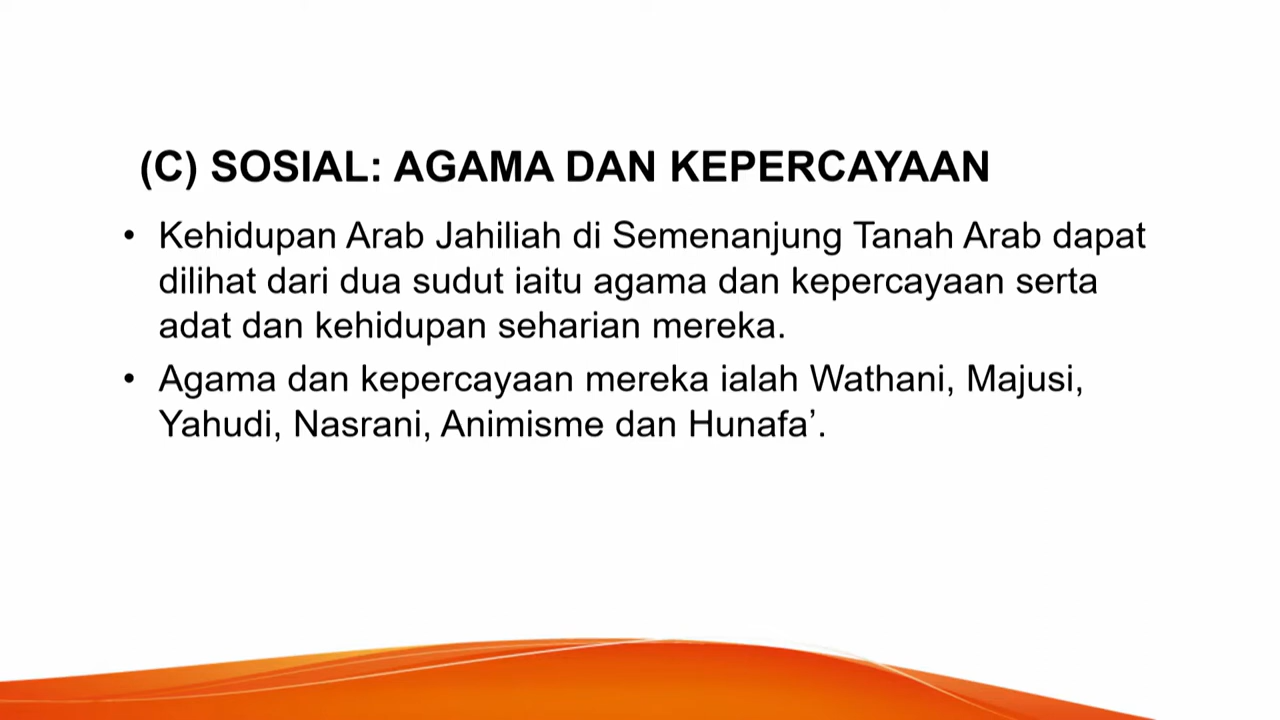 (C) SOSIAL: AGAMA DAN KEPERCAYAAN
• Kehidupan Arab Jahiliah di Semenanjung Tanah Arab dapat
dilihat dari dua sudut iaitu agama dan kepercayaan serta
adat dan kehidupan seharian mereka.
• Agama dan kepercayaan mereka ialah Wathani, Majusi,
Yahudi, Nasrani, Animisme dan Hunafa’.